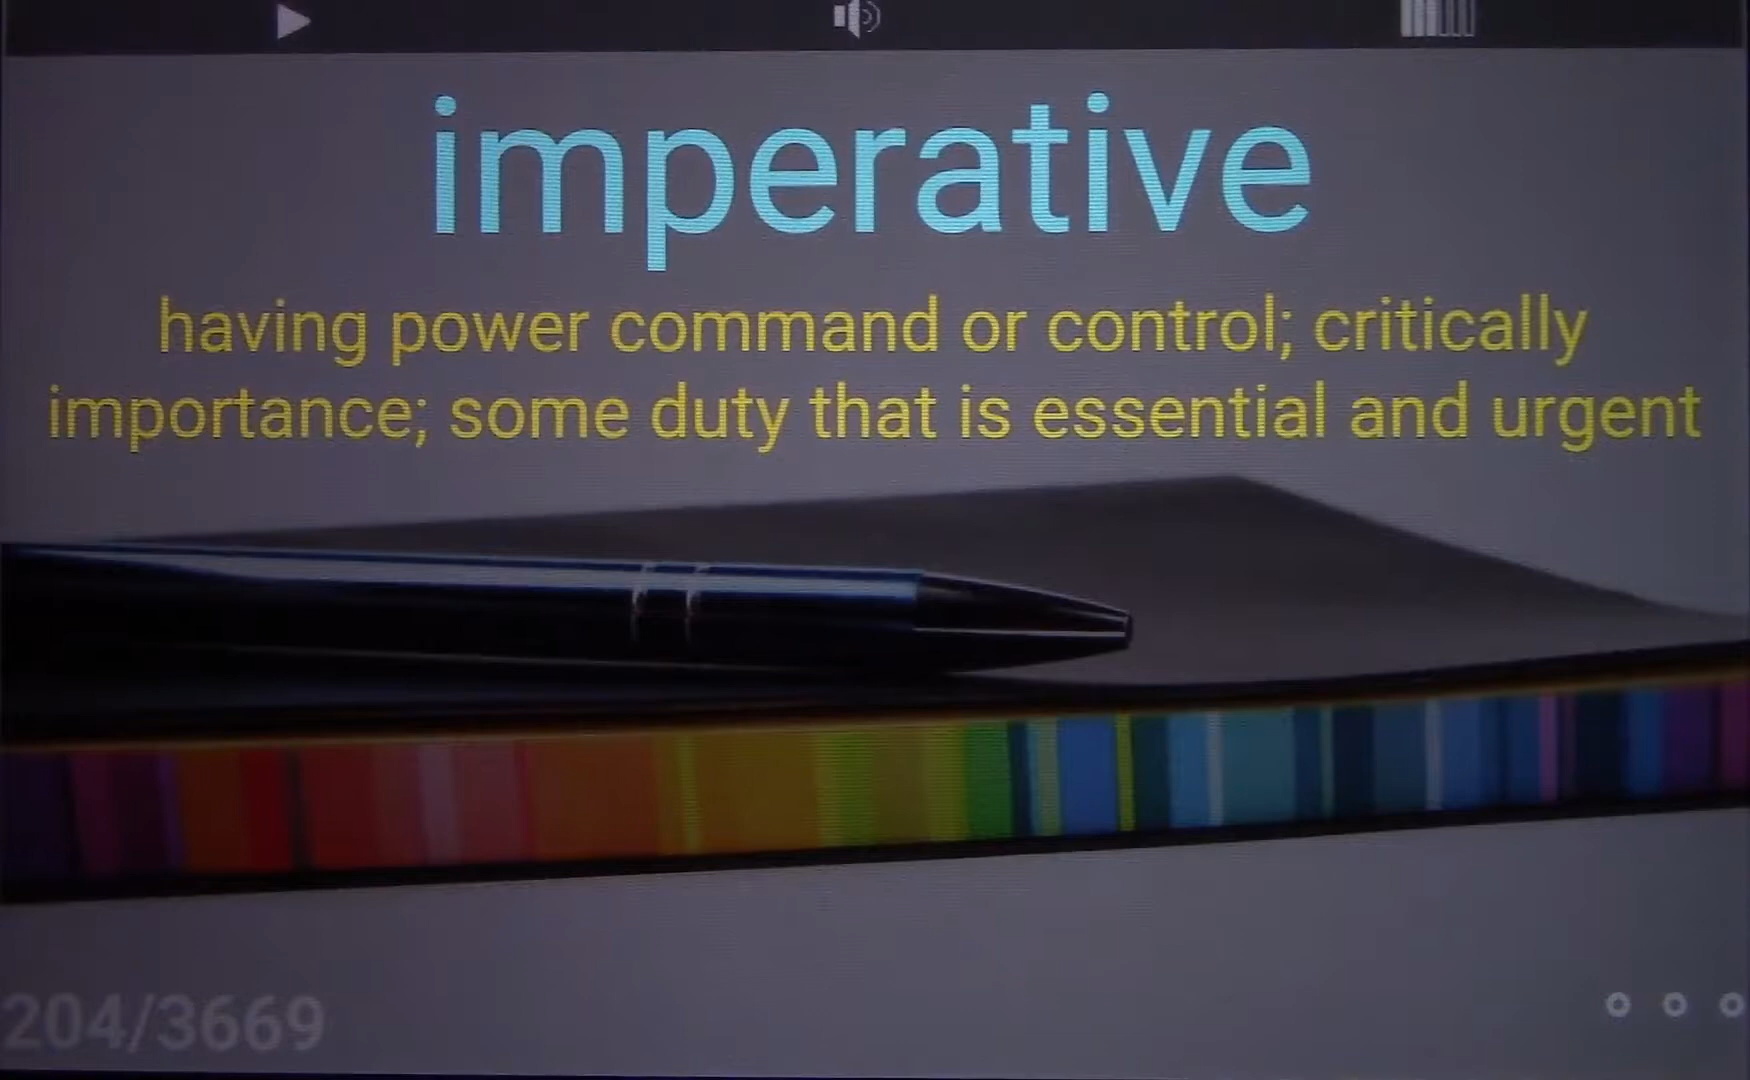 imperative
having power command or control; critically
importance; some duty that is essential and urgent
204/3669